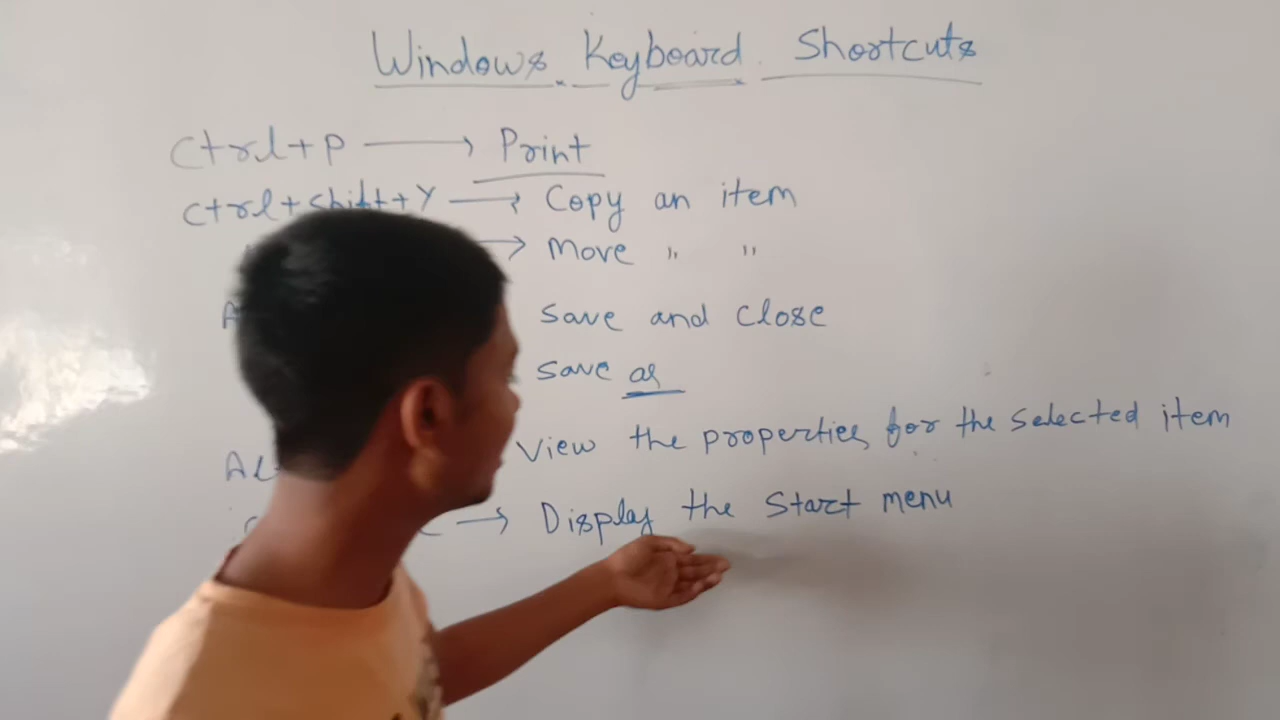 Windows Keyboard Shortcuts
Ctrl+P → Print
Ctrl+Shift+Y → Copy an item
→ Move " "
Save and Close
Save as
View the properties for the selected item
→ Display the Start menu